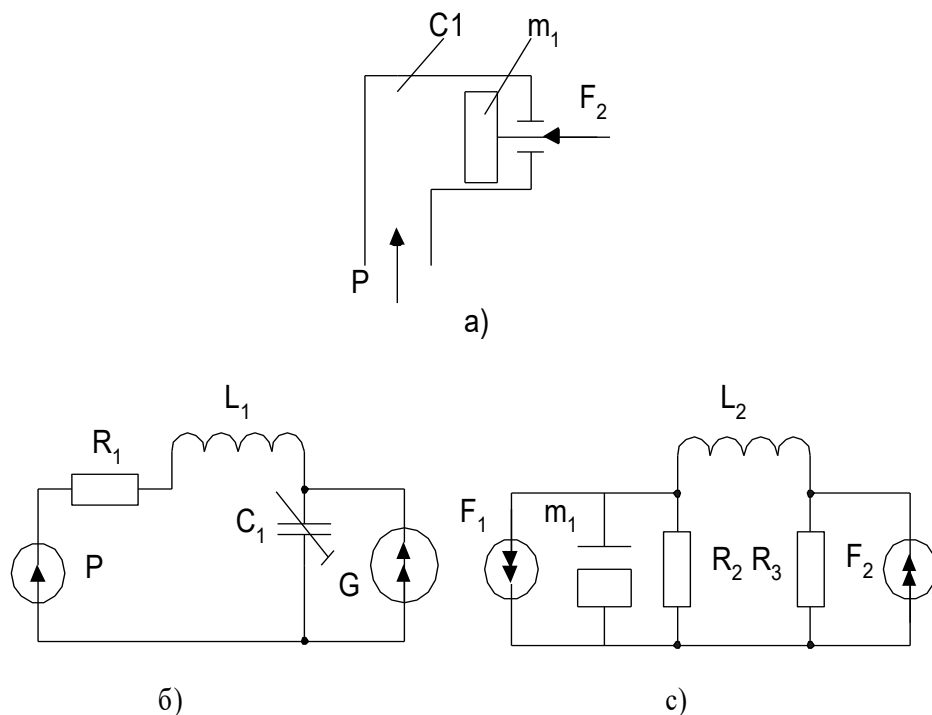 C1 m₁
F₂
P
а)
L₁
R₁
C₁
P
G
б)
L₂
F₁ m₁
R₂ R₃ F₂
с)